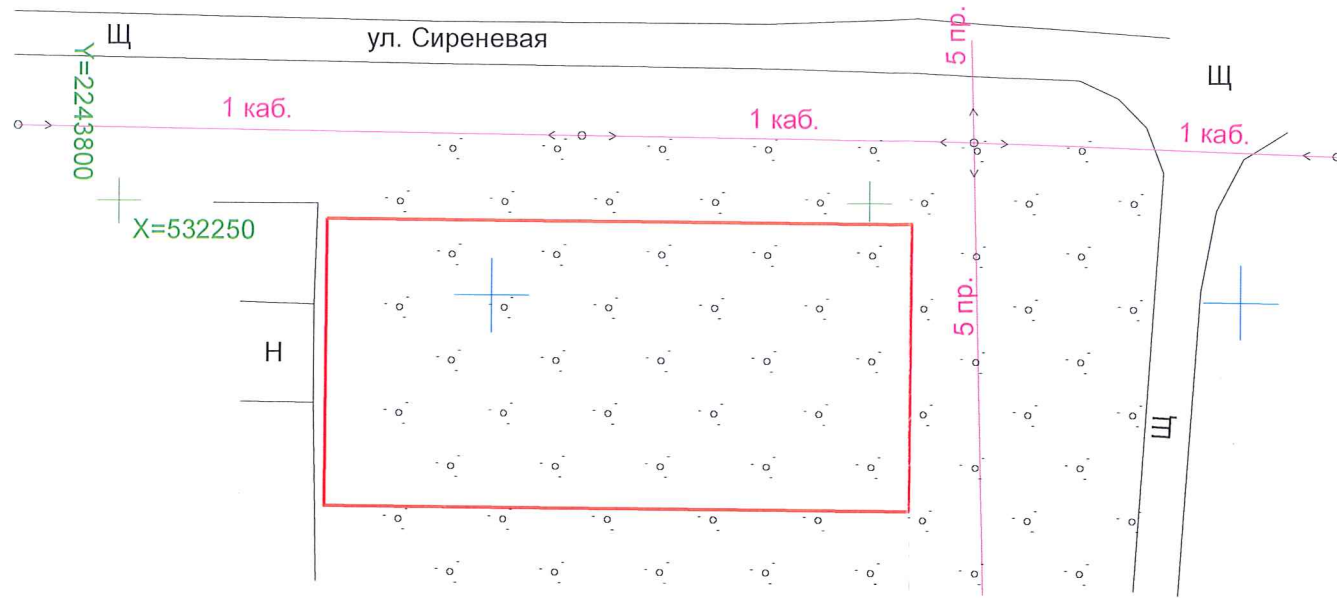 Щ
ул. Сиреневая
5 пр.
Щ
Y=2243800
1 каб.
1 каб.
1 каб.
X=532250
5 пр.
Н
Щ